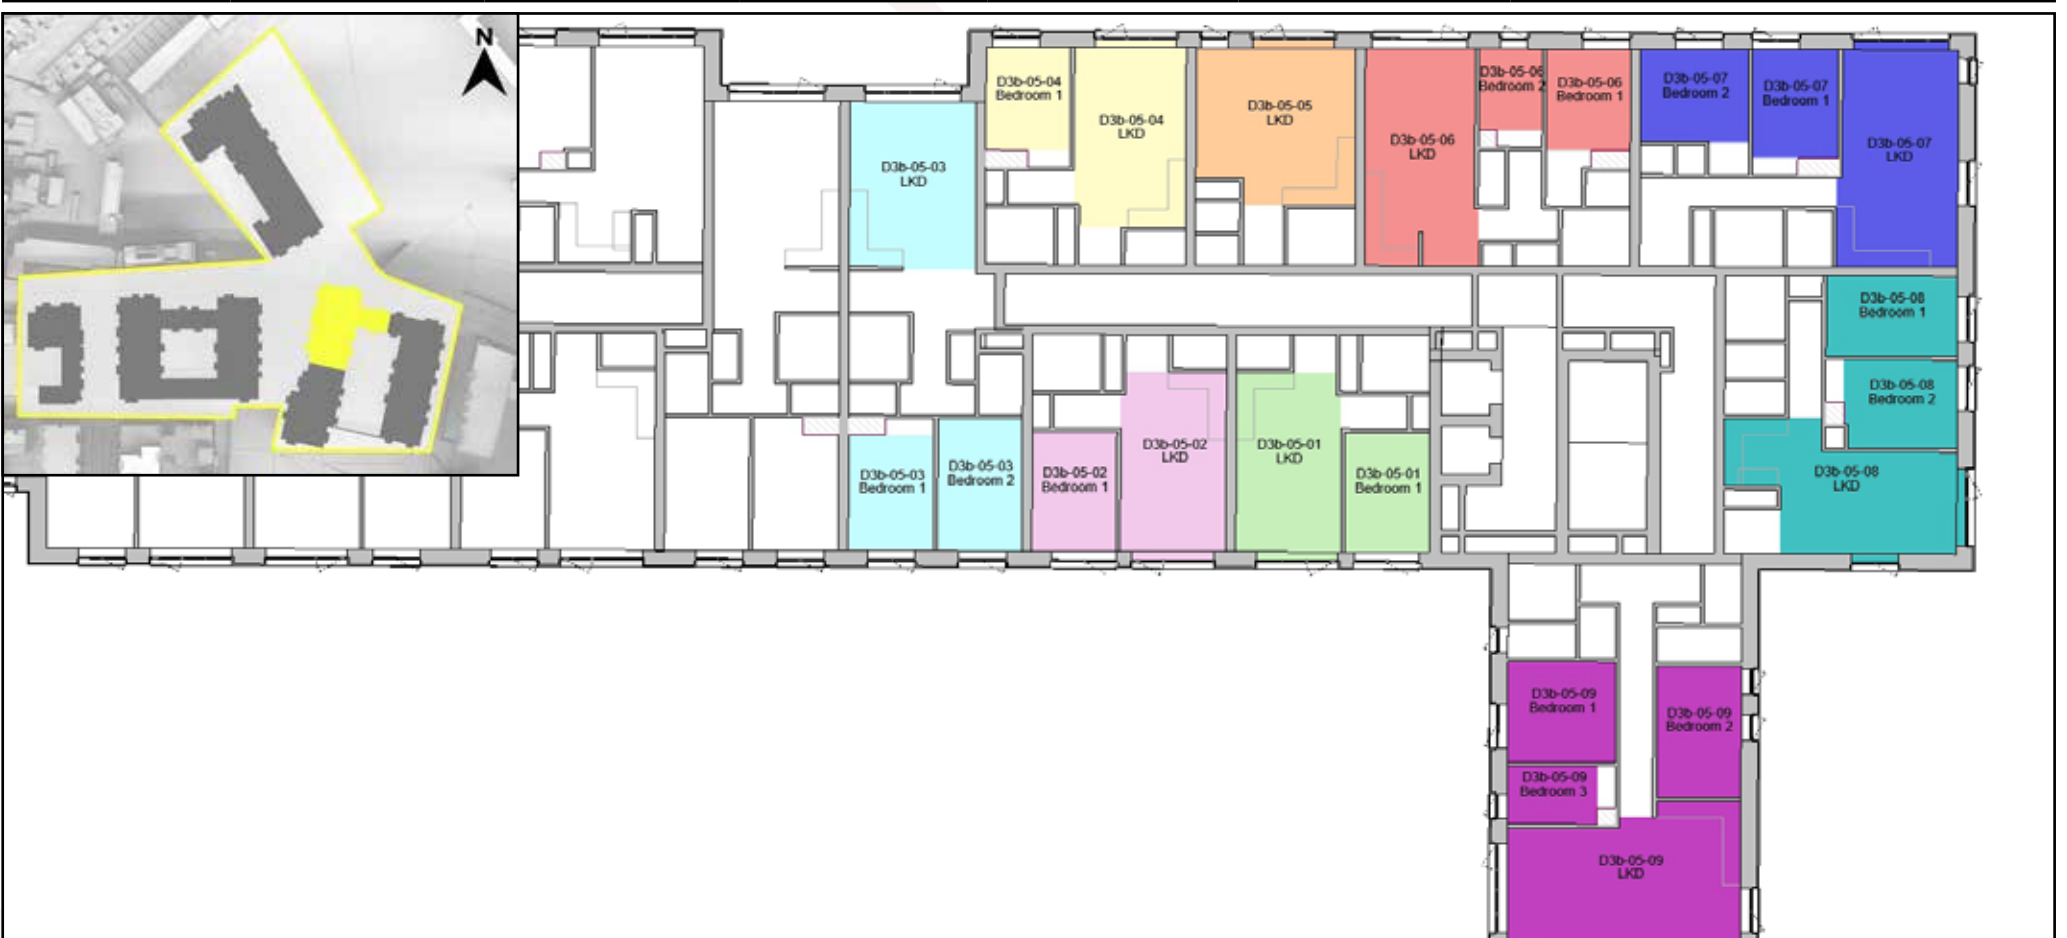 N
D3b-05-04
Bedroom 1
D3b-05-04
LKD
D3b-05-05
LKD
D3b-05-06
LKD
D3b-05-06
Bedroom 2
D3b-05-06
Bedroom 1
D3b-05-07
Bedroom 2
D3b-05-07
Bedroom 1
D3b-05-07
LKD
D3b-05-03
LKD
D3b-05-08
Bedroom 1
D3b-05-08
Bedroom 2
D3b-05-08
LKD
D3b-05-03
Bedroom 1
D3b-05-03
Bedroom 2
D3b-05-02
Bedroom 1
D3b-05-02
LKD
D3b-05-01
LKD
D3b-05-01
Bedroom 1
D3b-05-09
Bedroom 1
D3b-05-09
Bedroom 2
D3b-05-09
Bedroom 3
D3b-05-09
LKD